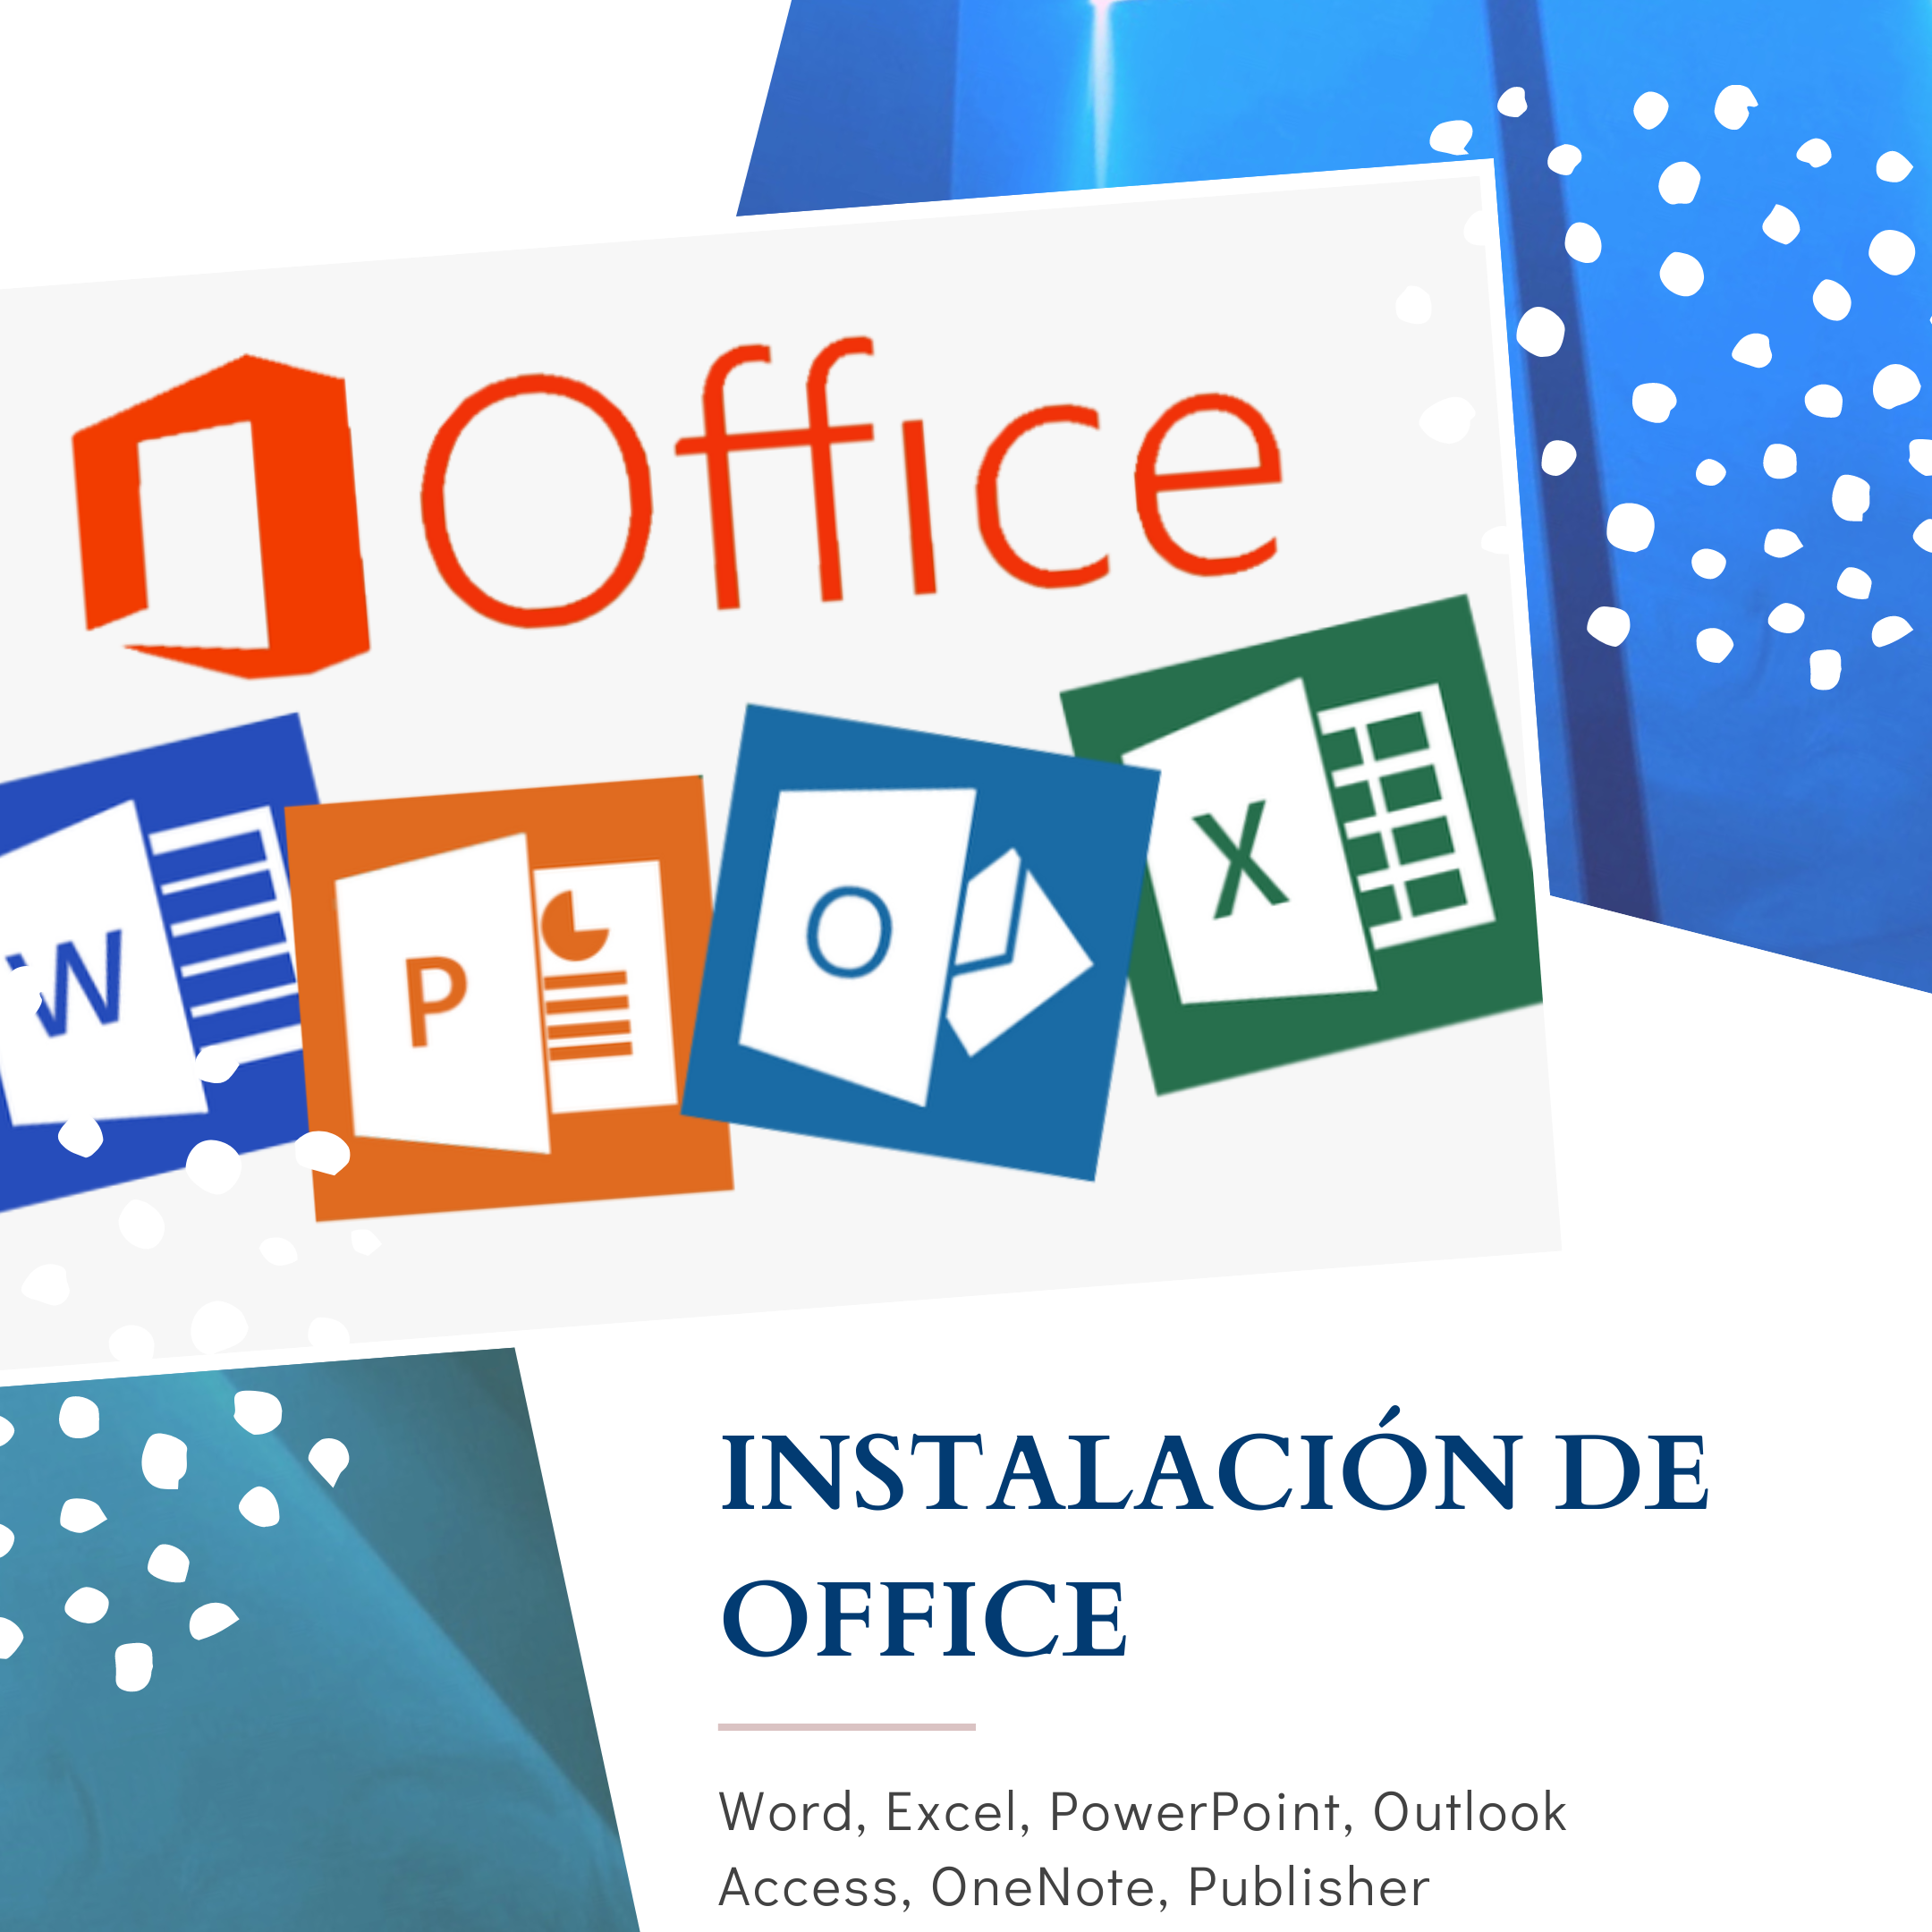 Office
W
P
O
X
INSTALACIÓN DE
OFFICE
Word, Excel, PowerPoint, Outlook
Access, OneNote, Publisher